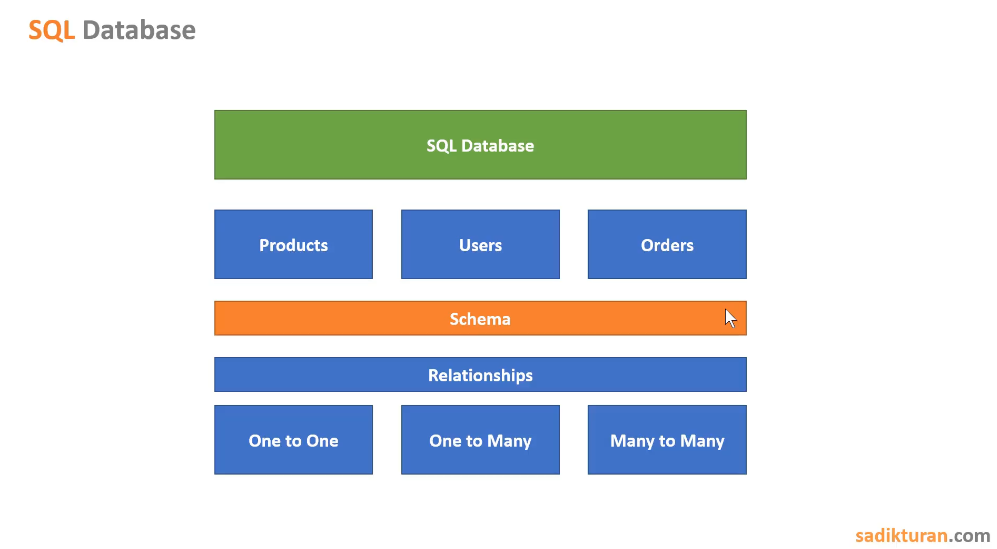 SQL Database
SQL Database
Products
Users
Orders
Schema
Relationships
One to One
One to Many
Many to Many
sadikturan.com